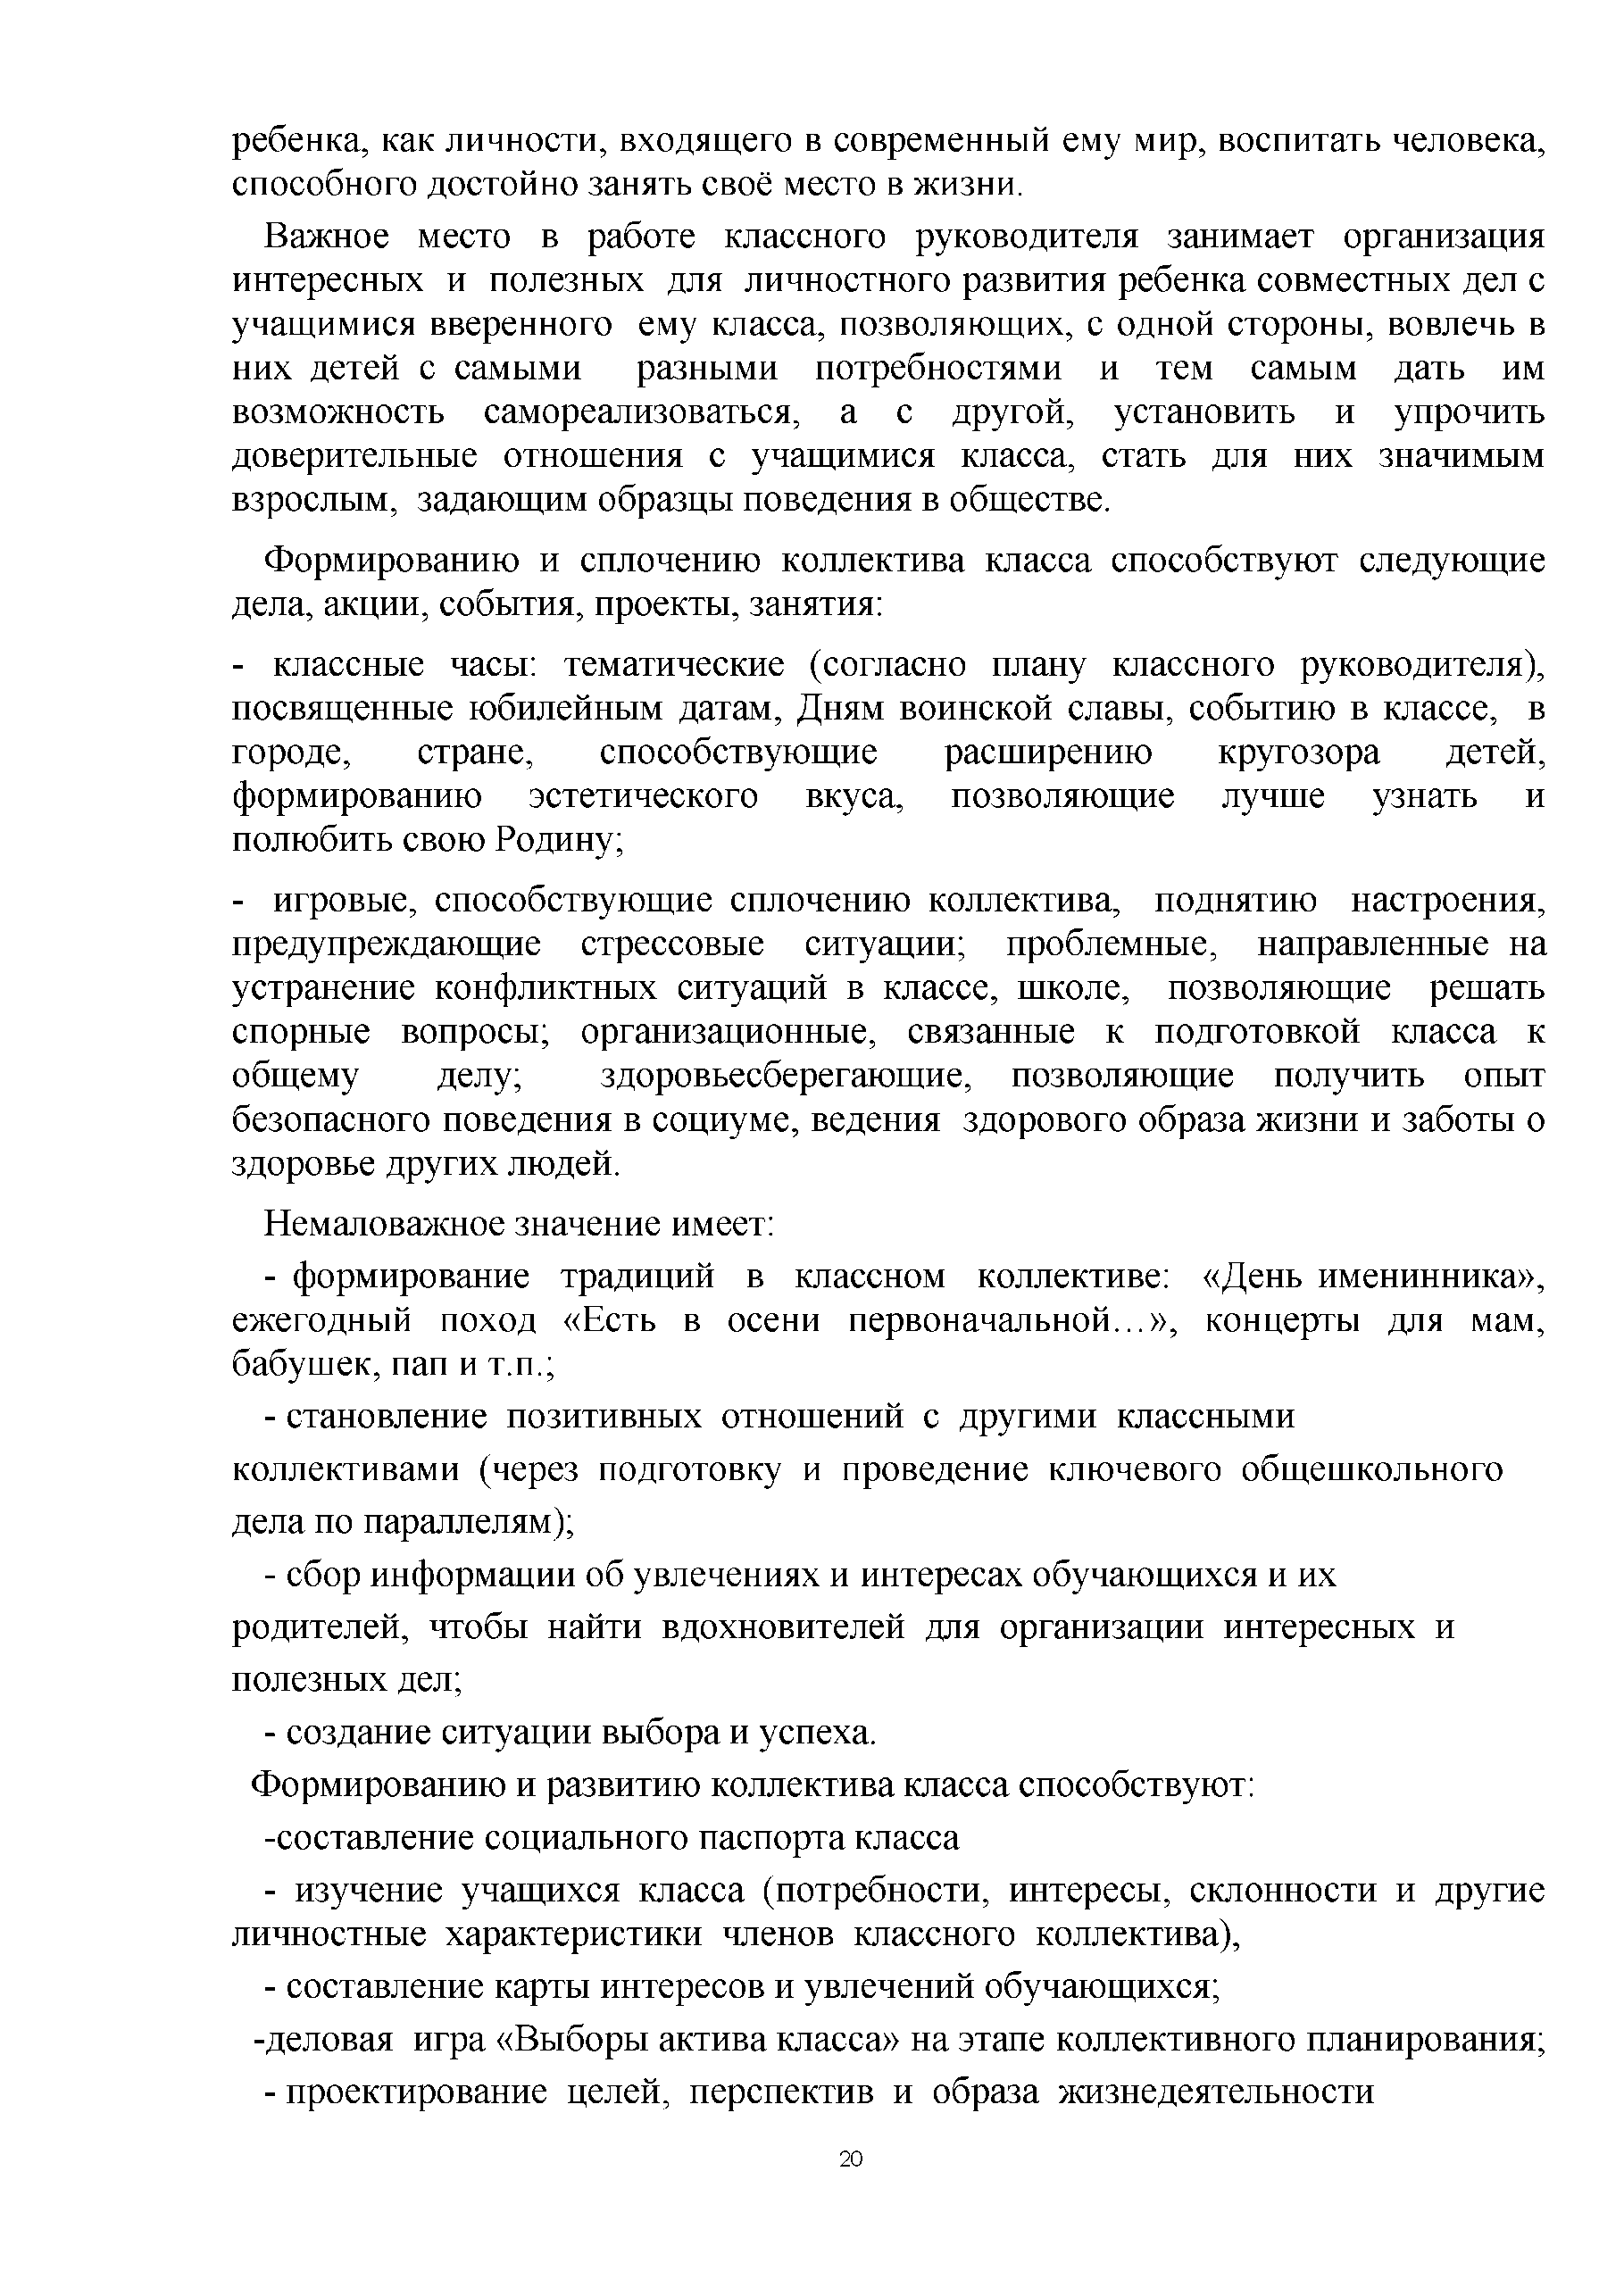 ребенка, как личности, входящего в современный ему мир, воспитать человека,
способного достойно занять своё место в жизни.
Важное место в работе классного руководителя занимает организация
интересных и полезных для личностного развития ребенка совместных дел с
учащимися вверенного ему класса, позволяющих, с одной стороны, вовлечь в
них детей с самыми разными потребностями и тем самым дать им
возможность самореализоваться, а с другой, установить и упрочить
доверительные отношения с учащимися класса, стать для них значимым
взрослым, задающим образцы поведения в обществе.
Формированию и сплочению коллектива класса способствуют следующие
дела, акции, события, проекты, занятия:
- классные часы: тематические (согласно плану классного руководителя),
посвященные юбилейным датам, Дням воинской славы, событию в классе, в
городе, стране, способствующие расширению кругозора детей,
формированию эстетического вкуса, позволяющие лучше узнать и
полюбить свою Родину;
- игровые, способствующие сплочению коллектива, поднятию настроения,
предупреждающие стрессовые ситуации; проблемные, направленные на
устранение конфликтных ситуаций в классе, школе, позволяющие решать
спорные вопросы; организационные, связанные к подготовкой класса к
общему делу; здоровьесберегающие, позволяющие получить опыт
безопасного поведения в социуме, ведения здорового образа жизни и заботы о
здоровье других людей.
Немаловажное значение имеет:
- формирование традиций в классном коллективе: «День именинника»,
ежегодный поход «Есть в осени первоначальной…», концерты для мам,
бабушек, пап и т.п.;
- становление позитивных отношений с другими классными
коллективами (через подготовку и проведение ключевого общешкольного
дела по параллелям);
- сбор информации об увлечениях и интересах обучающихся и их
родителей, чтобы найти вдохновителей для организации интересных и
полезных дел;
- создание ситуации выбора и успеха.
Формированию и развитию коллектива класса способствуют:
-составление социального паспорта класса
- изучение учащихся класса (потребности, интересы, склонности и другие
личностные характеристики членов классного коллектива),
- составление карты интересов и увлечений обучающихся;
-деловая игра «Выборы актива класса» на этапе коллективного планирования;
- проектирование целей, перспектив и образа жизнедеятельности
20